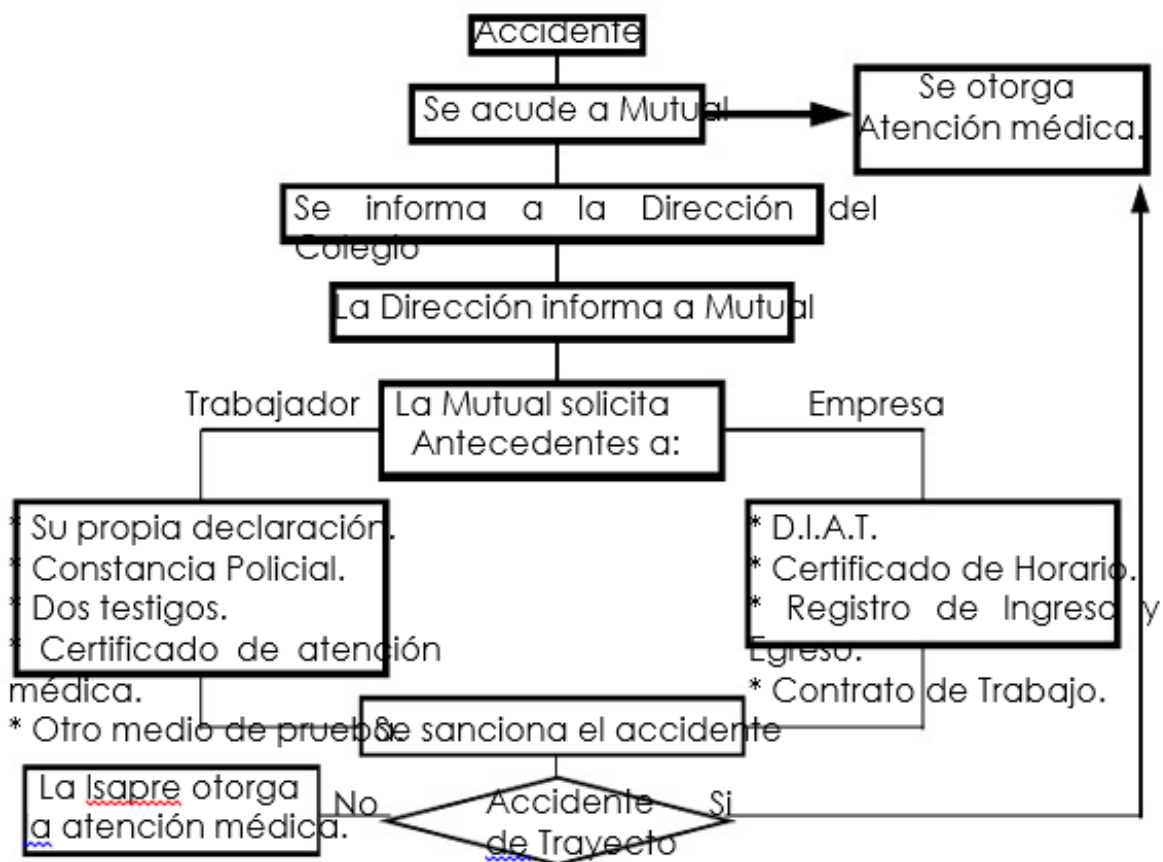 Accidente
Se acude a Mutual
Se otorga
Atención médica.
Se informa a la Dirección del
Colegio
La Dirección informa a Mutual
Trabajador
La Mutual solicita
Antecedentes a:
Empresa
* Su propia declaración.
* Constancia Policial.
* Dos testigos.
* Certificado de atención
médica.
* Otro medio de prueba.
* D.I.A.T.
* Certificado de Horario.
* Registro de Ingreso y
Egreso.
* Contrato de Trabajo.
Se sanciona el accidente
La Isapre otorga
a atención médica.
No
Accidente
de Trayecto
Si